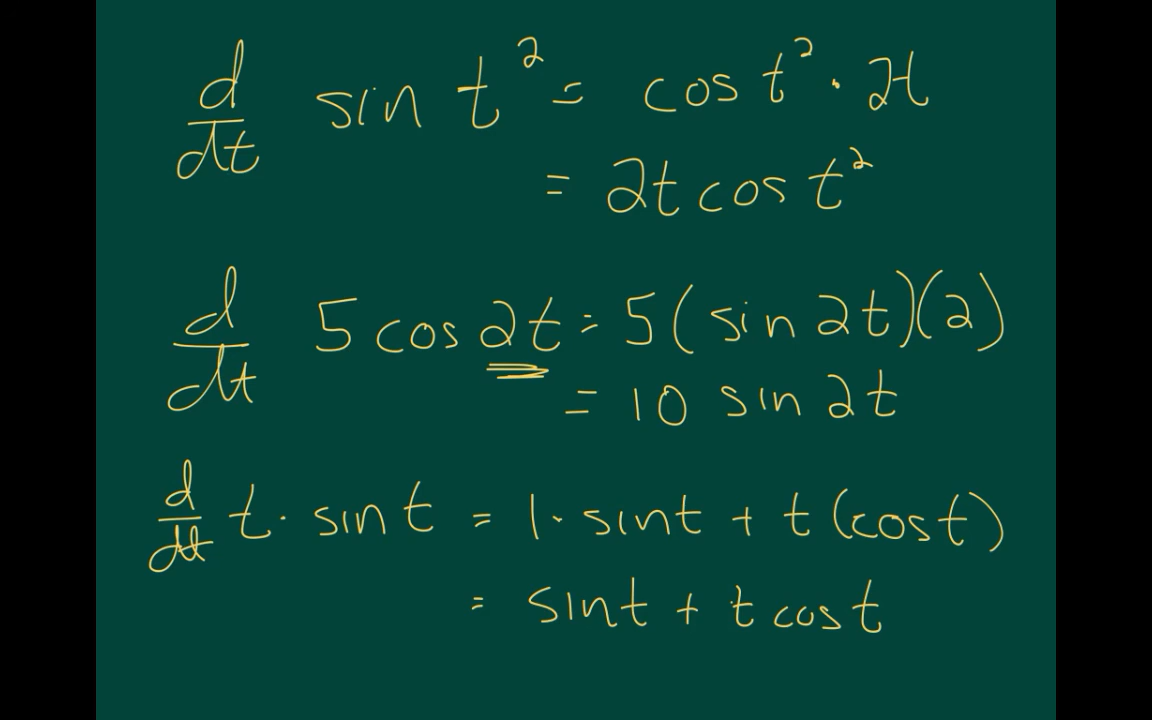 d/dt sin t² = cos t² · 2t
= 2t cos t²
d/dt 5 cos 2t = 5(sin 2t)(2)
= 10 sin 2t
d/dt t · sin t = 1 · sin t + t (cos t)
= sin t + t cos t